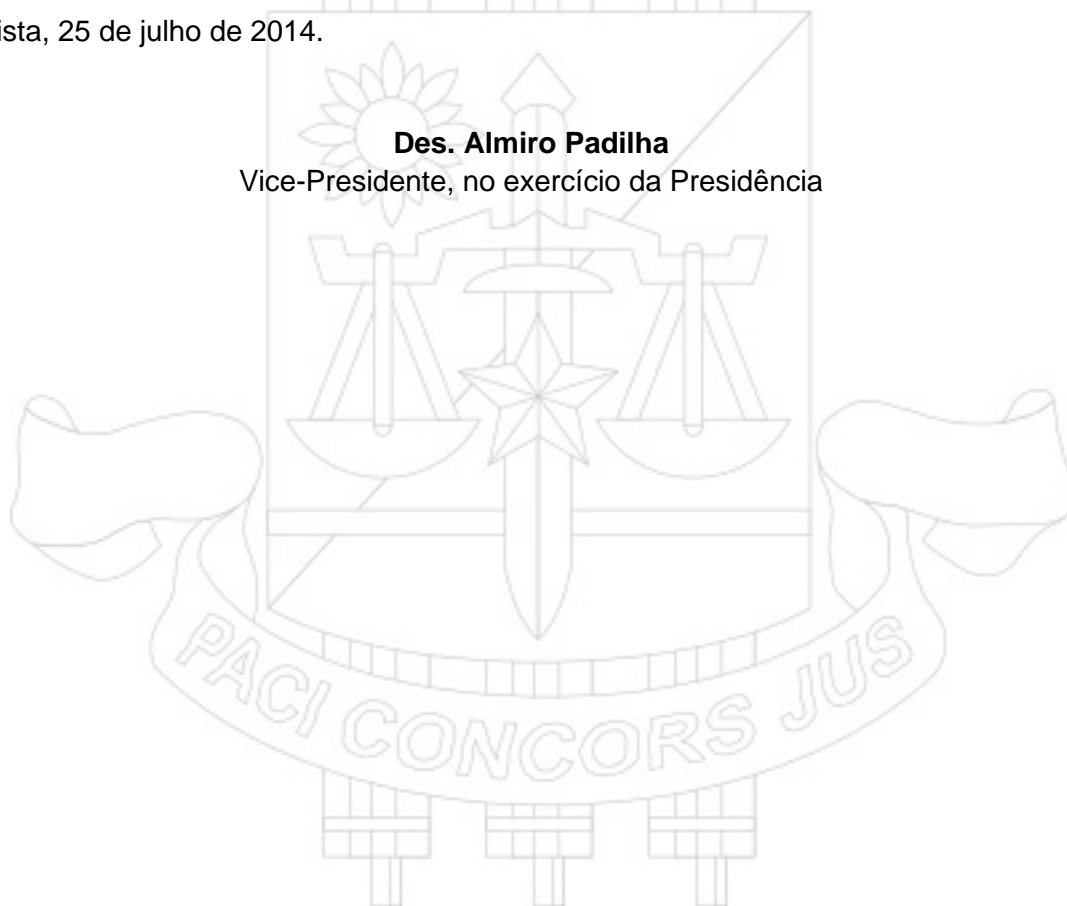 ista, 25 de julho de 2014.
Des. Almiro Padilha
Vice-Presidente, no exercício da Presidência
PACI CONCORS JUS